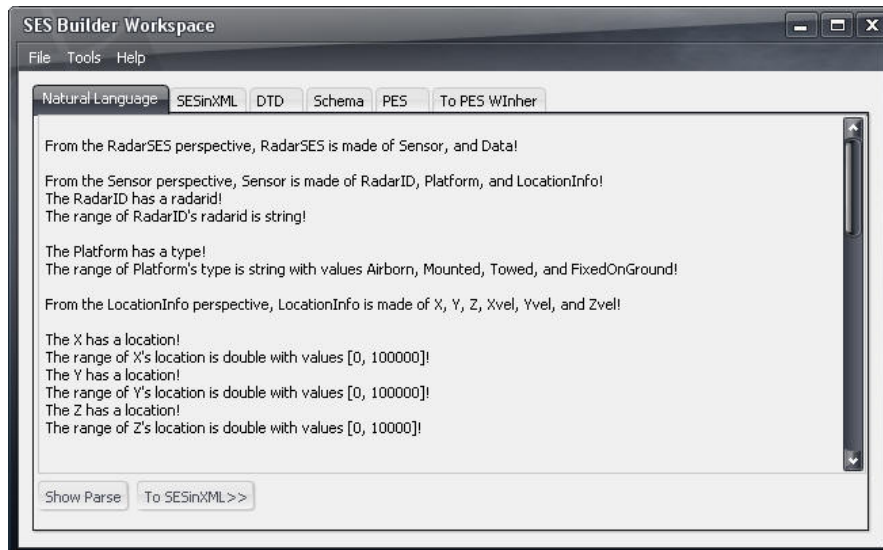 SES Builder Workspace
File Tools Help
Natural Language SESinXML DTD Schema PES To PES WInher
From the RadarSES perspective, RadarSES is made of Sensor, and Data!
From the Sensor perspective, Sensor is made of RadarID, Platform, and LocationInfo!
The RadarID has a radarid!
The range of RadarID's radarid is string!
The Platform has a type!
The range of Platform's type is string with values Airborn, Mounted, Towed, and FixedOnGround!
From the LocationInfo perspective, LocationInfo is made of X, Y, Z, Xvel, Yvel, and Zvel!
The X has a location!
The range of X's location is double with values [0, 100000]!
The Y has a location!
The range of Y's location is double with values [0, 100000]!
The Z has a location!
The range of Z's location is double with values [0, 10000]!
Show Parse To SESinXML>>